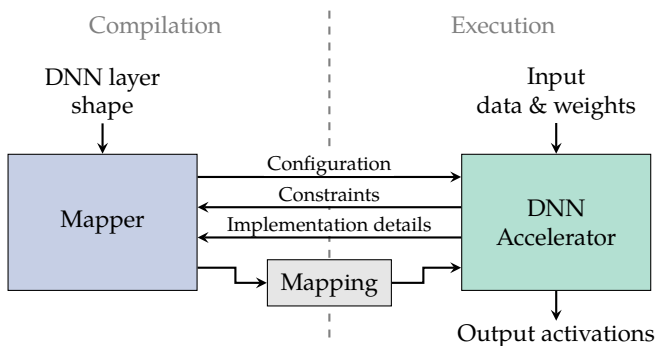 Compilation
Execution
DNN layer
shape
Input
data & weights
Configuration
Constraints
Implementation details
Mapper
DNN
Accelerator
Mapping
Output activations